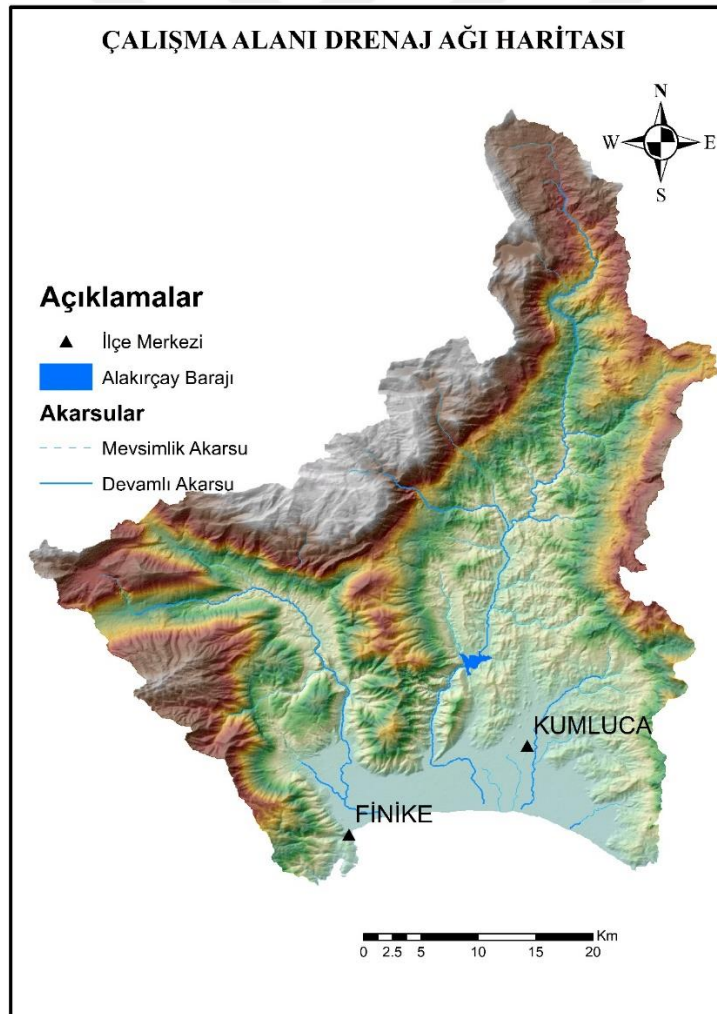 ÇALIŞMA ALANI DRENAJ AĞI HARİTASI
N
W
E
S
Açıklamalar
İlçe Merkezi
Alakırçay Barajı
Akarsular
Mevsimlik Akarsu
Devamlı Akarsu
KUMLUCA
FİNİKE
Km
0 2.5 5 10 15 20